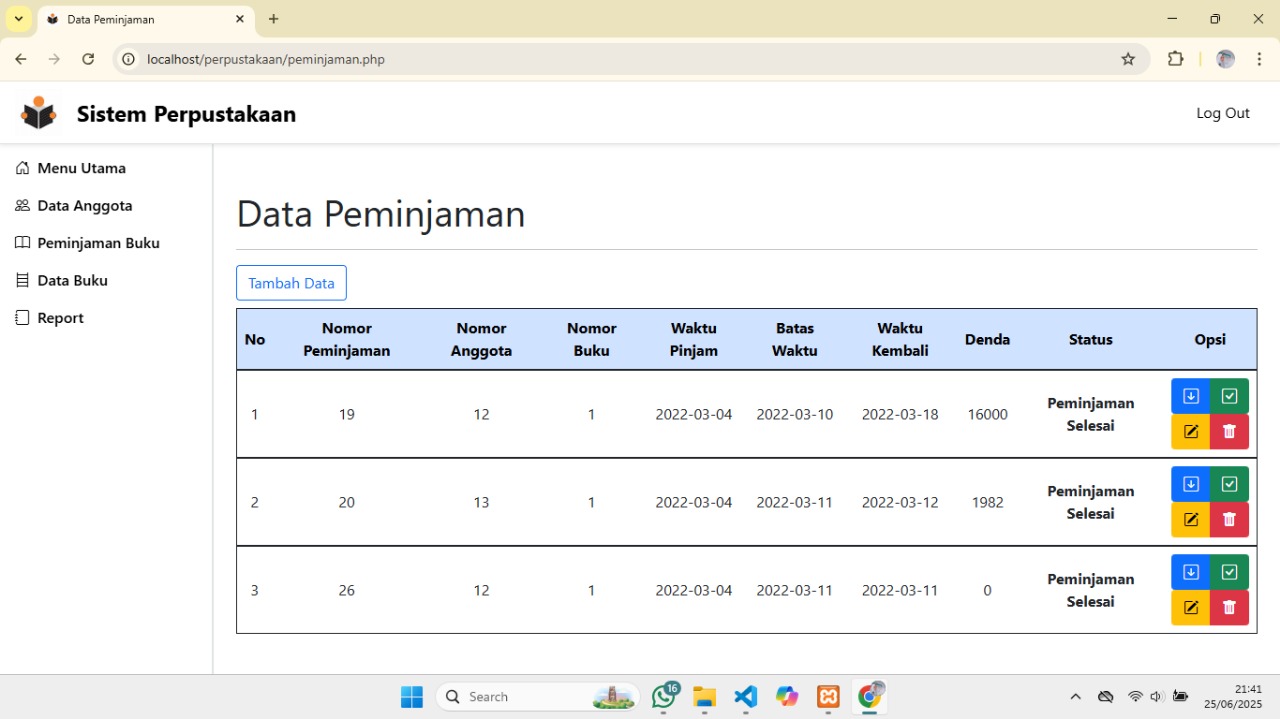 Data Peminjaman
localhost/perpustakaan/peminjaman.php
Sistem Perpustakaan
Log Out
Menu Utama
Data Anggota
Peminjaman Buku
Data Buku
Report
Data Peminjaman
Tambah Data
No Nomor Peminjaman Nomor Anggota Nomor Buku Waktu Pinjam Batas Waktu Waktu Kembali Denda Status Opsi
1 19 12 1 2022-03-04 2022-03-10 2022-03-18 16000 Peminjaman Selesai
2 20 13 1 2022-03-04 2022-03-11 2022-03-12 1982 Peminjaman Selesai
3 26 12 1 2022-03-04 2022-03-11 2022-03-11 0 Peminjaman Selesai
Search
16
21:41
25/06/2025